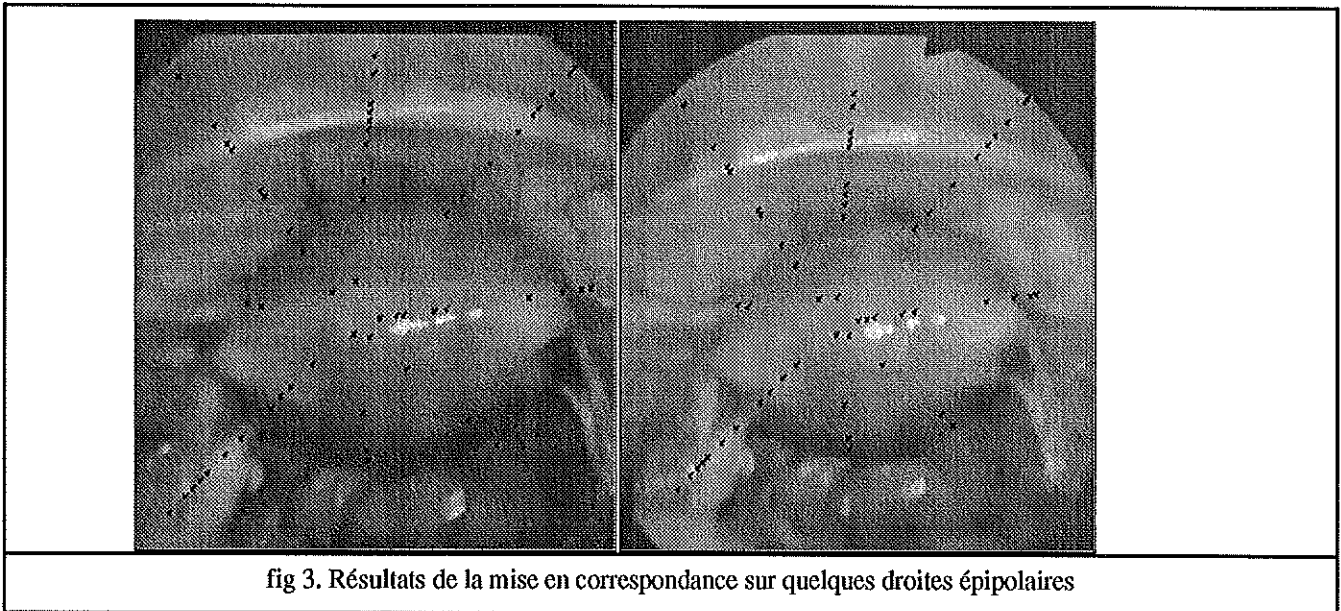 fig 3. Résultats de la mise en correspondance sur quelques droites épipolaires